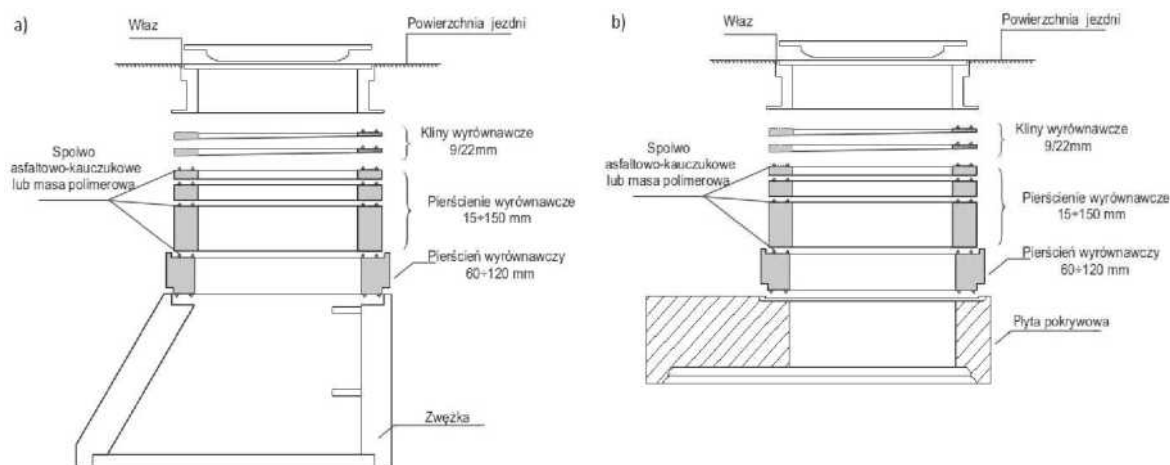 a)
Właz
Powierzchnia jezdni
Kliny wyrównawcze
9/22mm
Spoiwo
asfaltowo-kauczukowe
lub masa polimerowa
Pierścienie wyrównawcze
15÷150 mm
Pierścień wyrównawczy
60÷120 mm
Zwężka
b)
Właz
Powierzchnia jezdni
Kliny wyrównawcze
9/22mm
Spoiwo
asfaltowo-kauczukowe
lub masa polimerowa
Pierścienie wyrównawcze
15÷150 mm
Pierścień wyrównawczy
60÷120 mm
Płyta pokrywowa